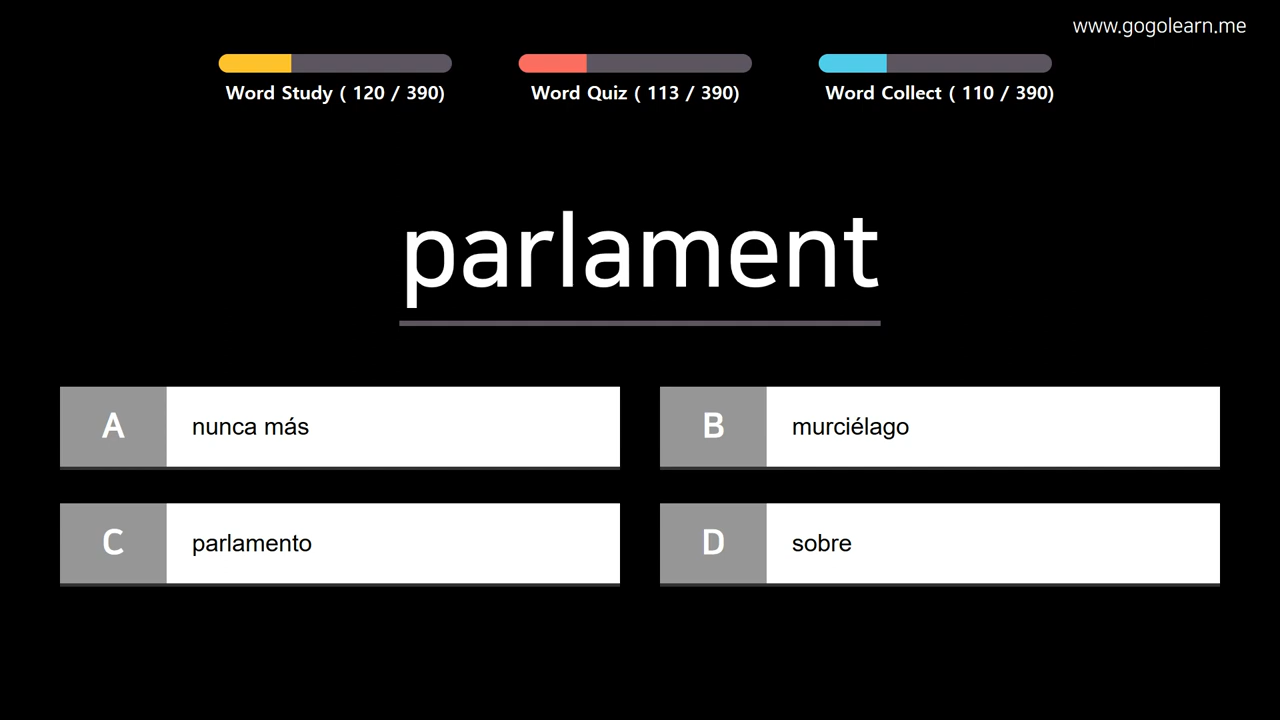 www.gogolearn.me
Word Study ( 120 / 390)
Word Quiz ( 113 / 390)
Word Collect ( 110 / 390)
parlament
A nunca más
B murciélago
C parlamento
D sobre